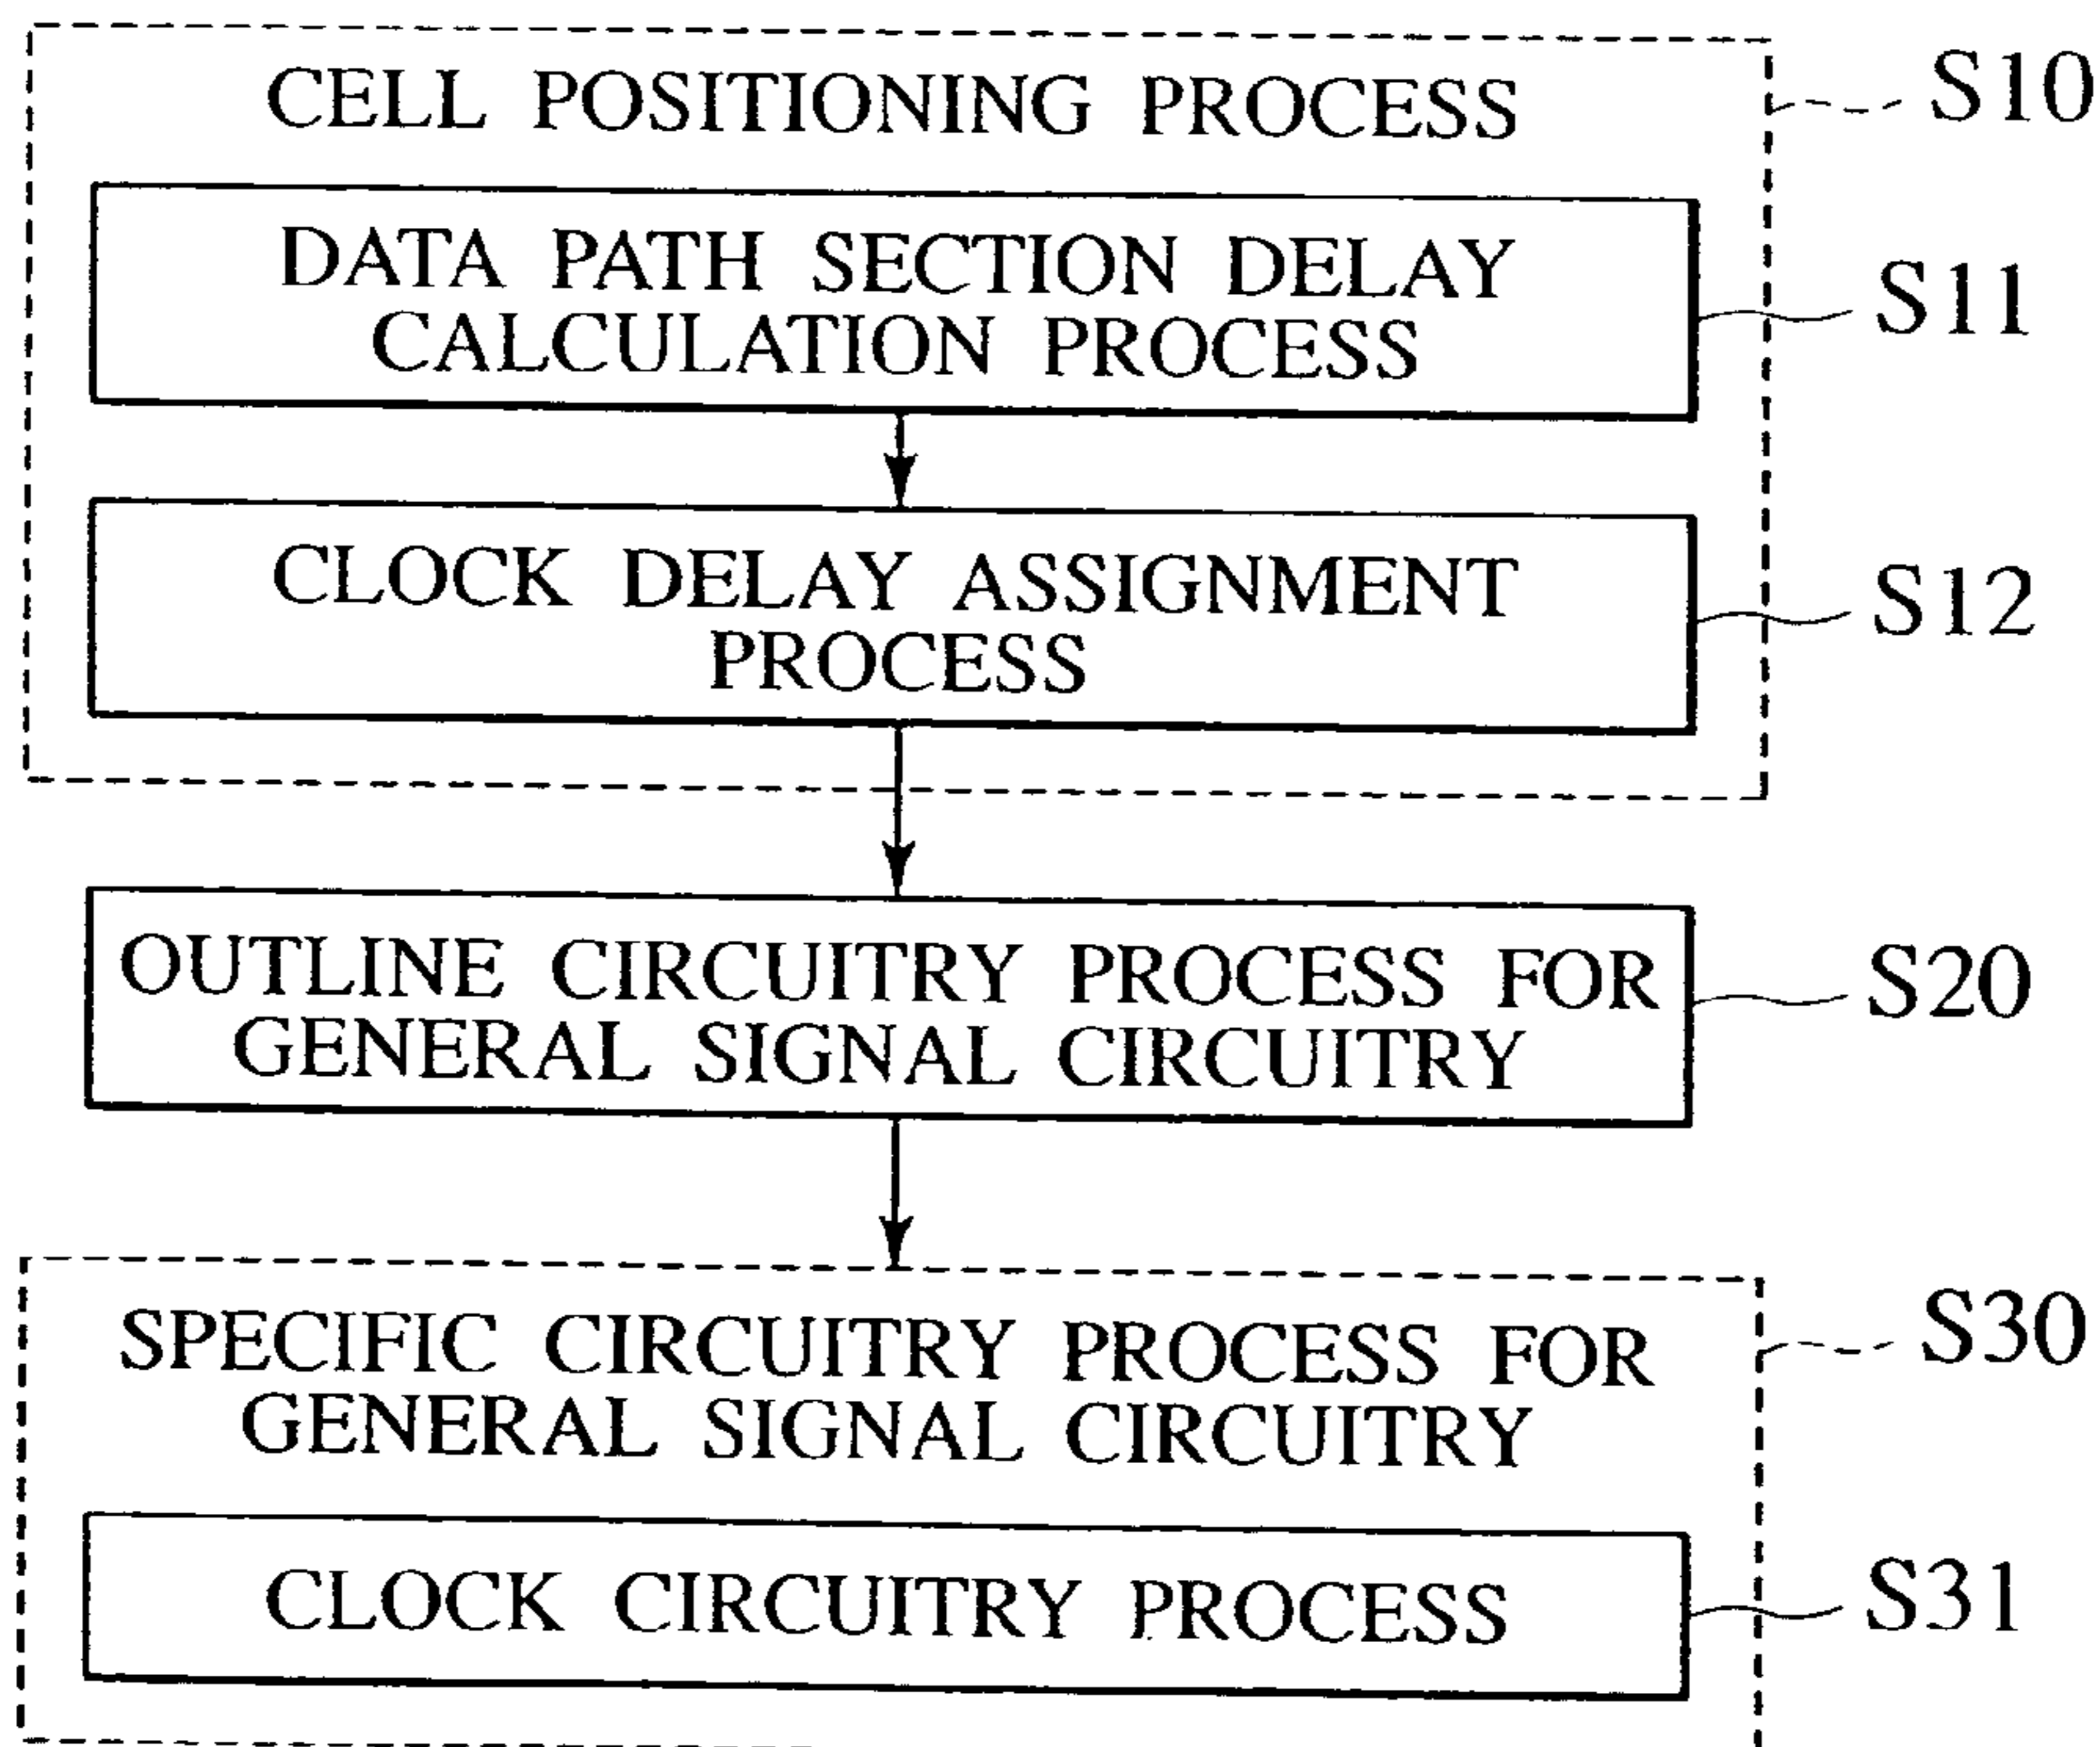 CELL POSITIONING PROCESS
S10
DATA PATH SECTION DELAY
CALCULATION PROCESS
S11
CLOCK DELAY ASSIGNMENT
PROCESS
S12
OUTLINE CIRCUITRY PROCESS FOR
GENERAL SIGNAL CIRCUITRY
S20
SPECIFIC CIRCUITRY PROCESS FOR
GENERAL SIGNAL CIRCUITRY
S30
CLOCK CIRCUITRY PROCESS
S31